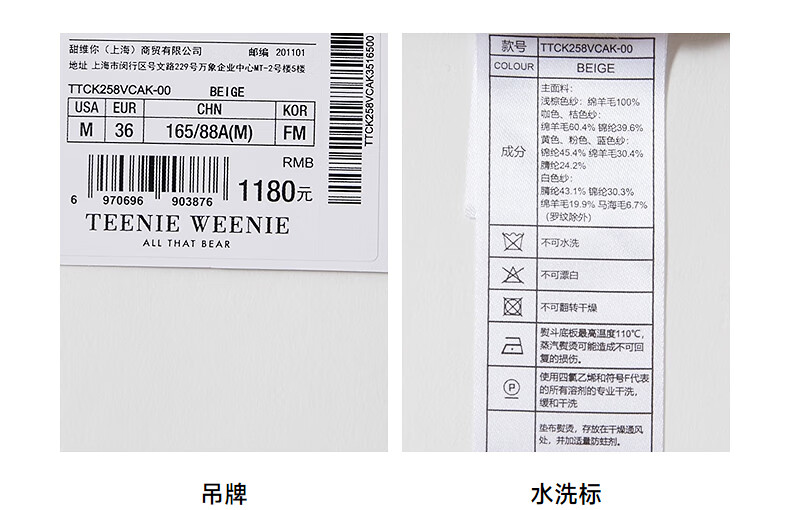 甜维你（上海）商贸有限公司 邮编 201101
地址 上海市闵行区号文路229号万象企业中心MT-2号楼5楼
TTCK258VCAK-00 BEIGE
USA EUR CHN KOR
M 36 165/88A(M) FM
RMB
1180元
6 970696 903876
TEENIE WEENIE
ALL THAT BEAR
TTCK258VCAK3516500
吊牌
款号 TTCK258VCAK-00
COLOUR BEIGE
成分
主面料：
浅棕色纱：绵羊毛100%
咖色、桔色纱：
绵羊毛60.4% 锦纶39.6%
黄色、粉色、蓝色纱：
锦纶45.4% 绵羊毛30.4%
腈纶24.2%
白色纱：
腈纶43.1% 锦纶30.3%
绵羊毛19.9% 马海毛6.7%
（罗纹除外）
不可水洗
不可漂白
不可翻转干燥
熨斗底板最高温度110℃，
蒸汽熨烫可能造成不可回
复的损伤。
P
使用四氯乙烯和符号F代表
的所有溶剂的专业干洗，
缓和干洗
垫布熨烫，存放在干燥通风
处，并加适量防蛀剂。
水洗标